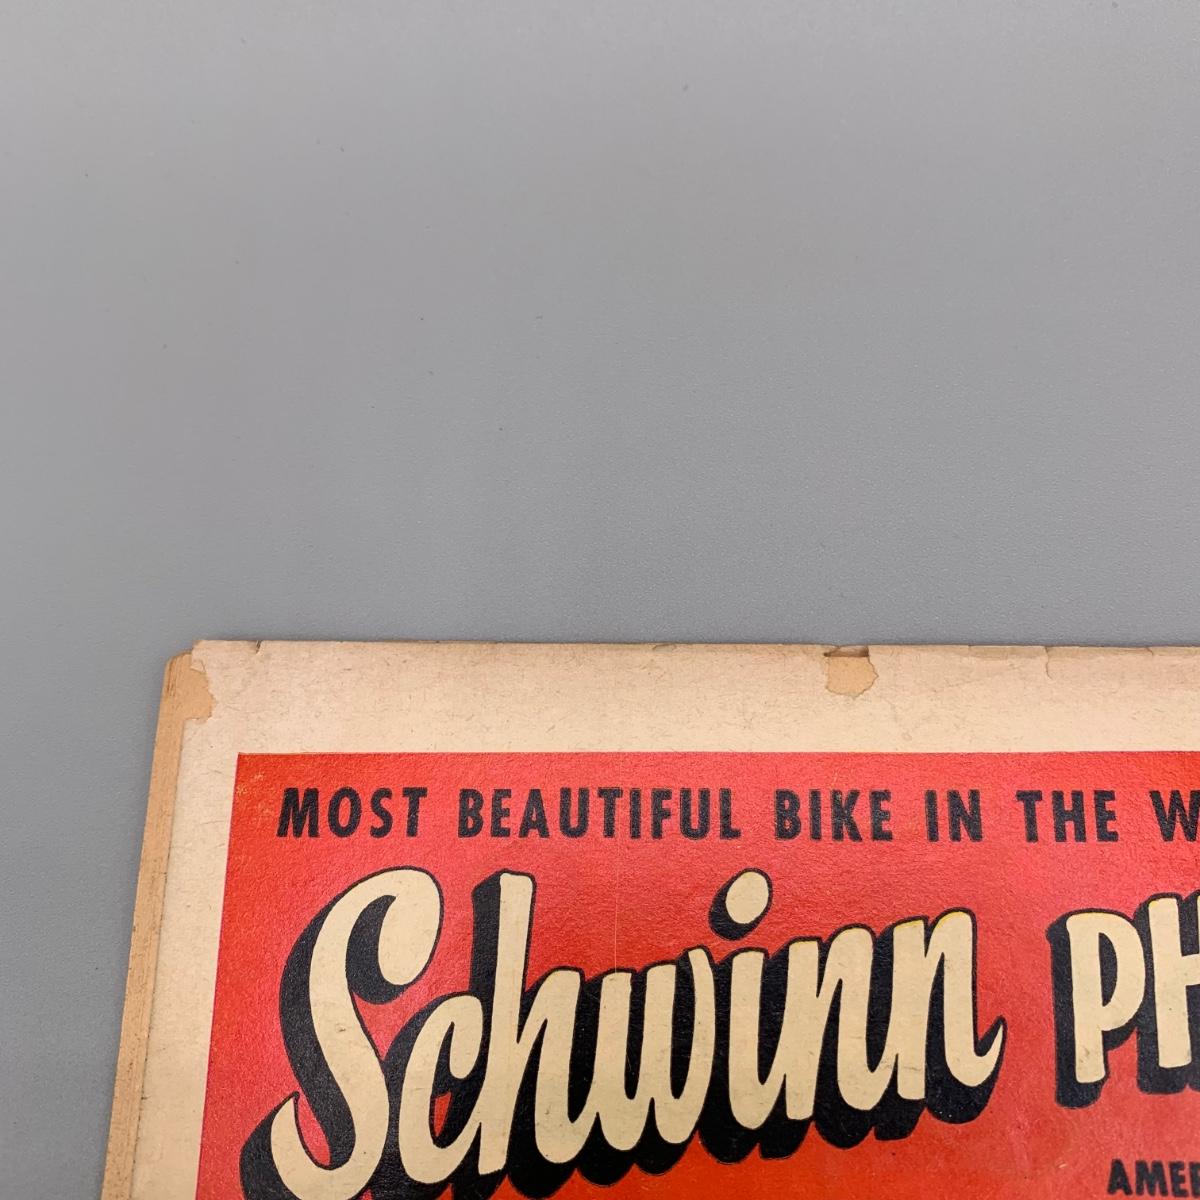 MOST BEAUTIFUL BIKE IN THE W
Schwinn PH
AMER